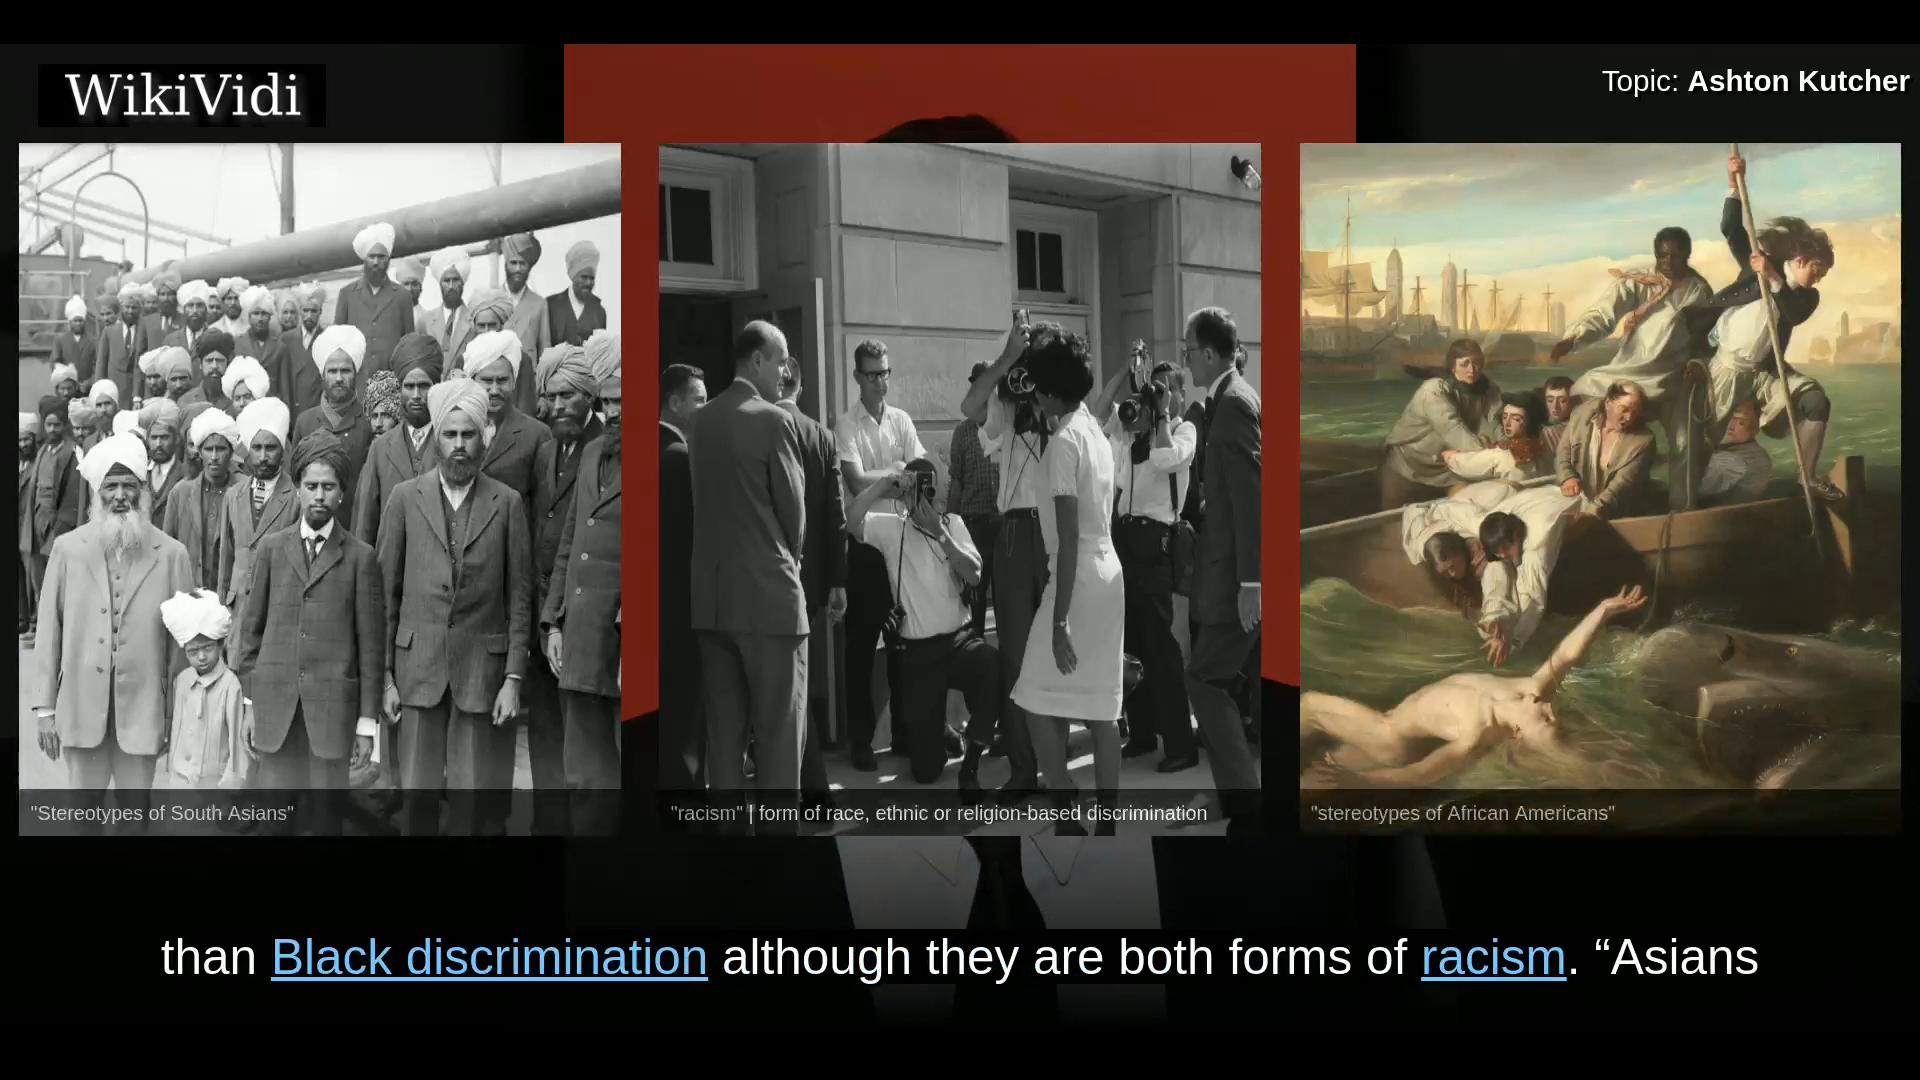 WikiVidi
Topic: Ashton Kutcher
"Stereotypes of South Asians"
"racism" | form of race, ethnic or religion-based discrimination
"stereotypes of African Americans"
than Black discrimination although they are both forms of racism. “Asians